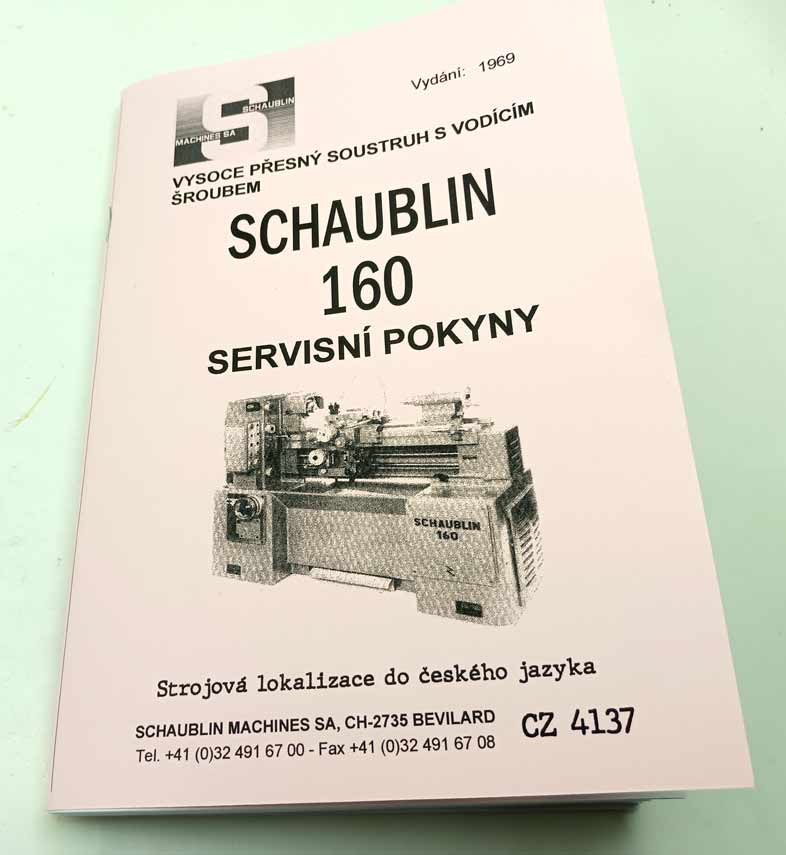 Vydání: 1969
SCHAUBLIN
MACHINES SA
VYSOCE PŘESNÝ SOUSTRUH S VODÍCÍM
ŠROUBEM
SCHAUBLIN
160
SERVISNÍ POKYNY
SCHAUBLIN
160
Strojová lokalizace do českého jazyka
SCHAUBLIN MACHINES SA, CH-2735 BEVILARD
CZ 4137
Tel. +41 (0)32 491 67 00 - Fax +41 (0)32 491 67 08